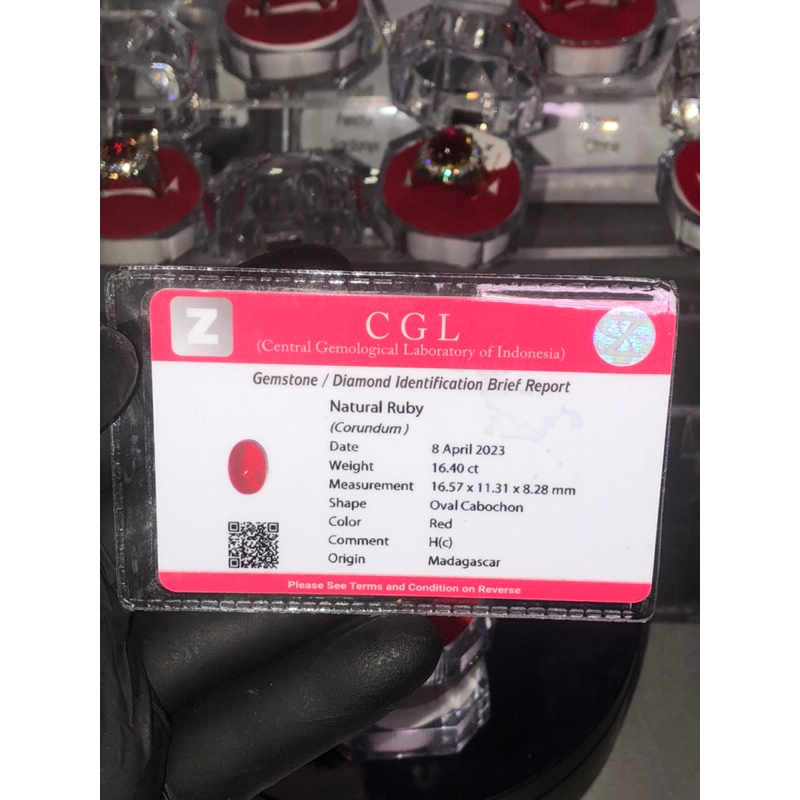 Z
CGL
(Central Gemological Laboratory of Indonesia)
Z
Gemstone / Diamond Identification Brief Report
Natural Ruby
(Corundum)
Date 8 April 2023
Weight 16.40 ct
Measurement 16.57 x 11.31 x 8.28 mm
Shape Oval Cabochon
Color Red
Comment H(c)
Origin Madagascar
Please See Terms and Condition on Reverse